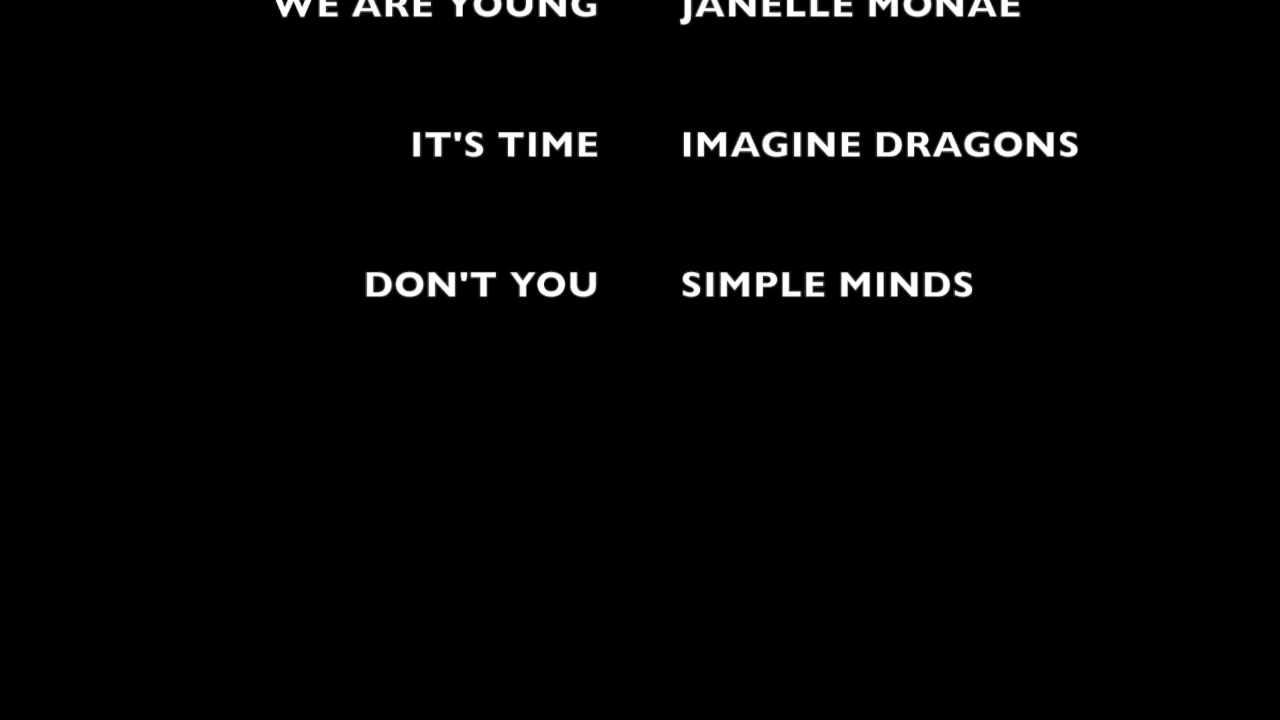 WE ARE YOUNG JANELLE MONAE
IT'S TIME IMAGINE DRAGONS
DON'T YOU SIMPLE MINDS